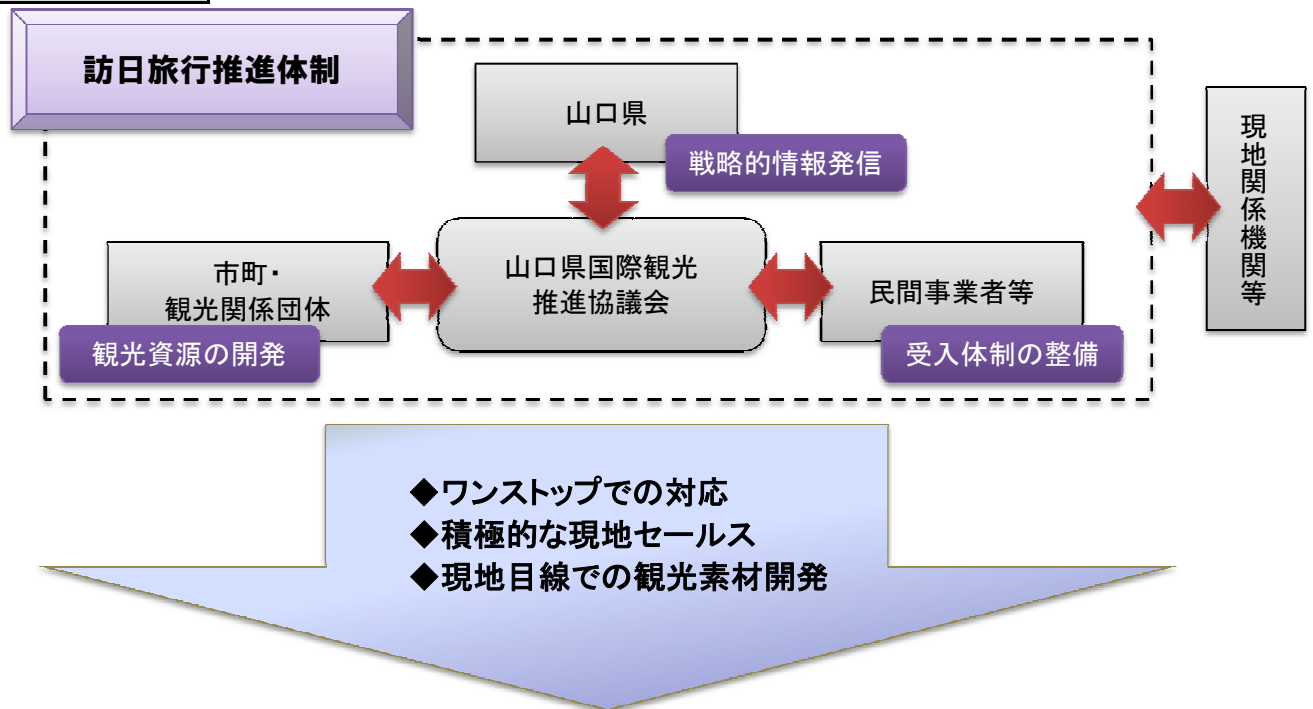 訪日旅行推進体制
山口県
戦略的情報発信
現地関係機関等
市町・
観光関係団体
観光資源の開発
山口県国際観光
推進協議会
民間事業者等
受入体制の整備
◆ワンストップでの対応
◆積極的な現地セールス
◆現地目線での観光素材開発